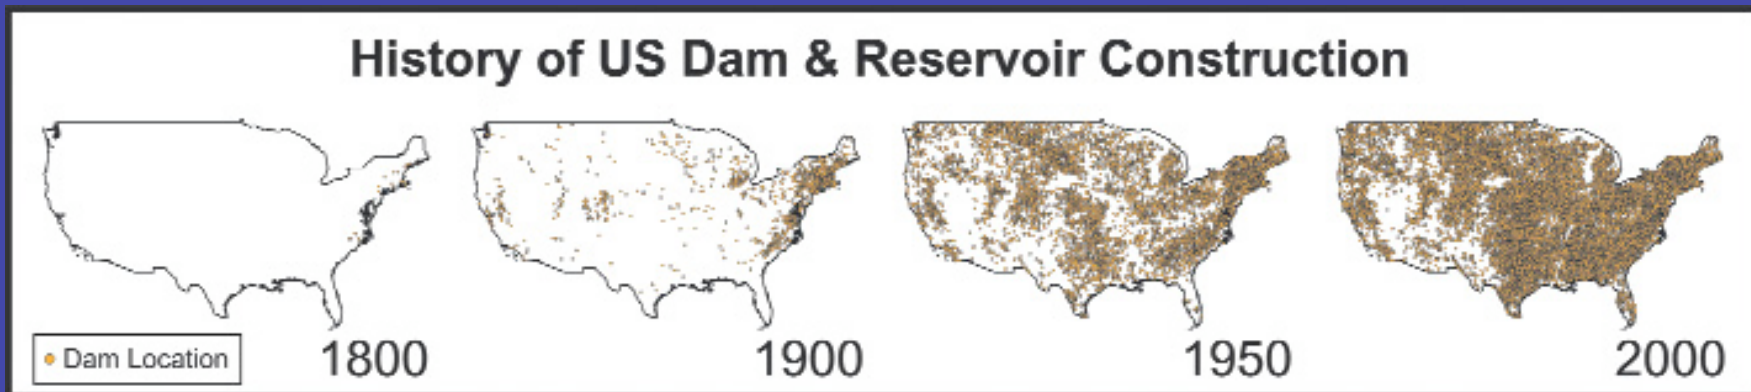 History of US Dam & Reservoir Construction
Dam Location
1800
1900
1950
2000